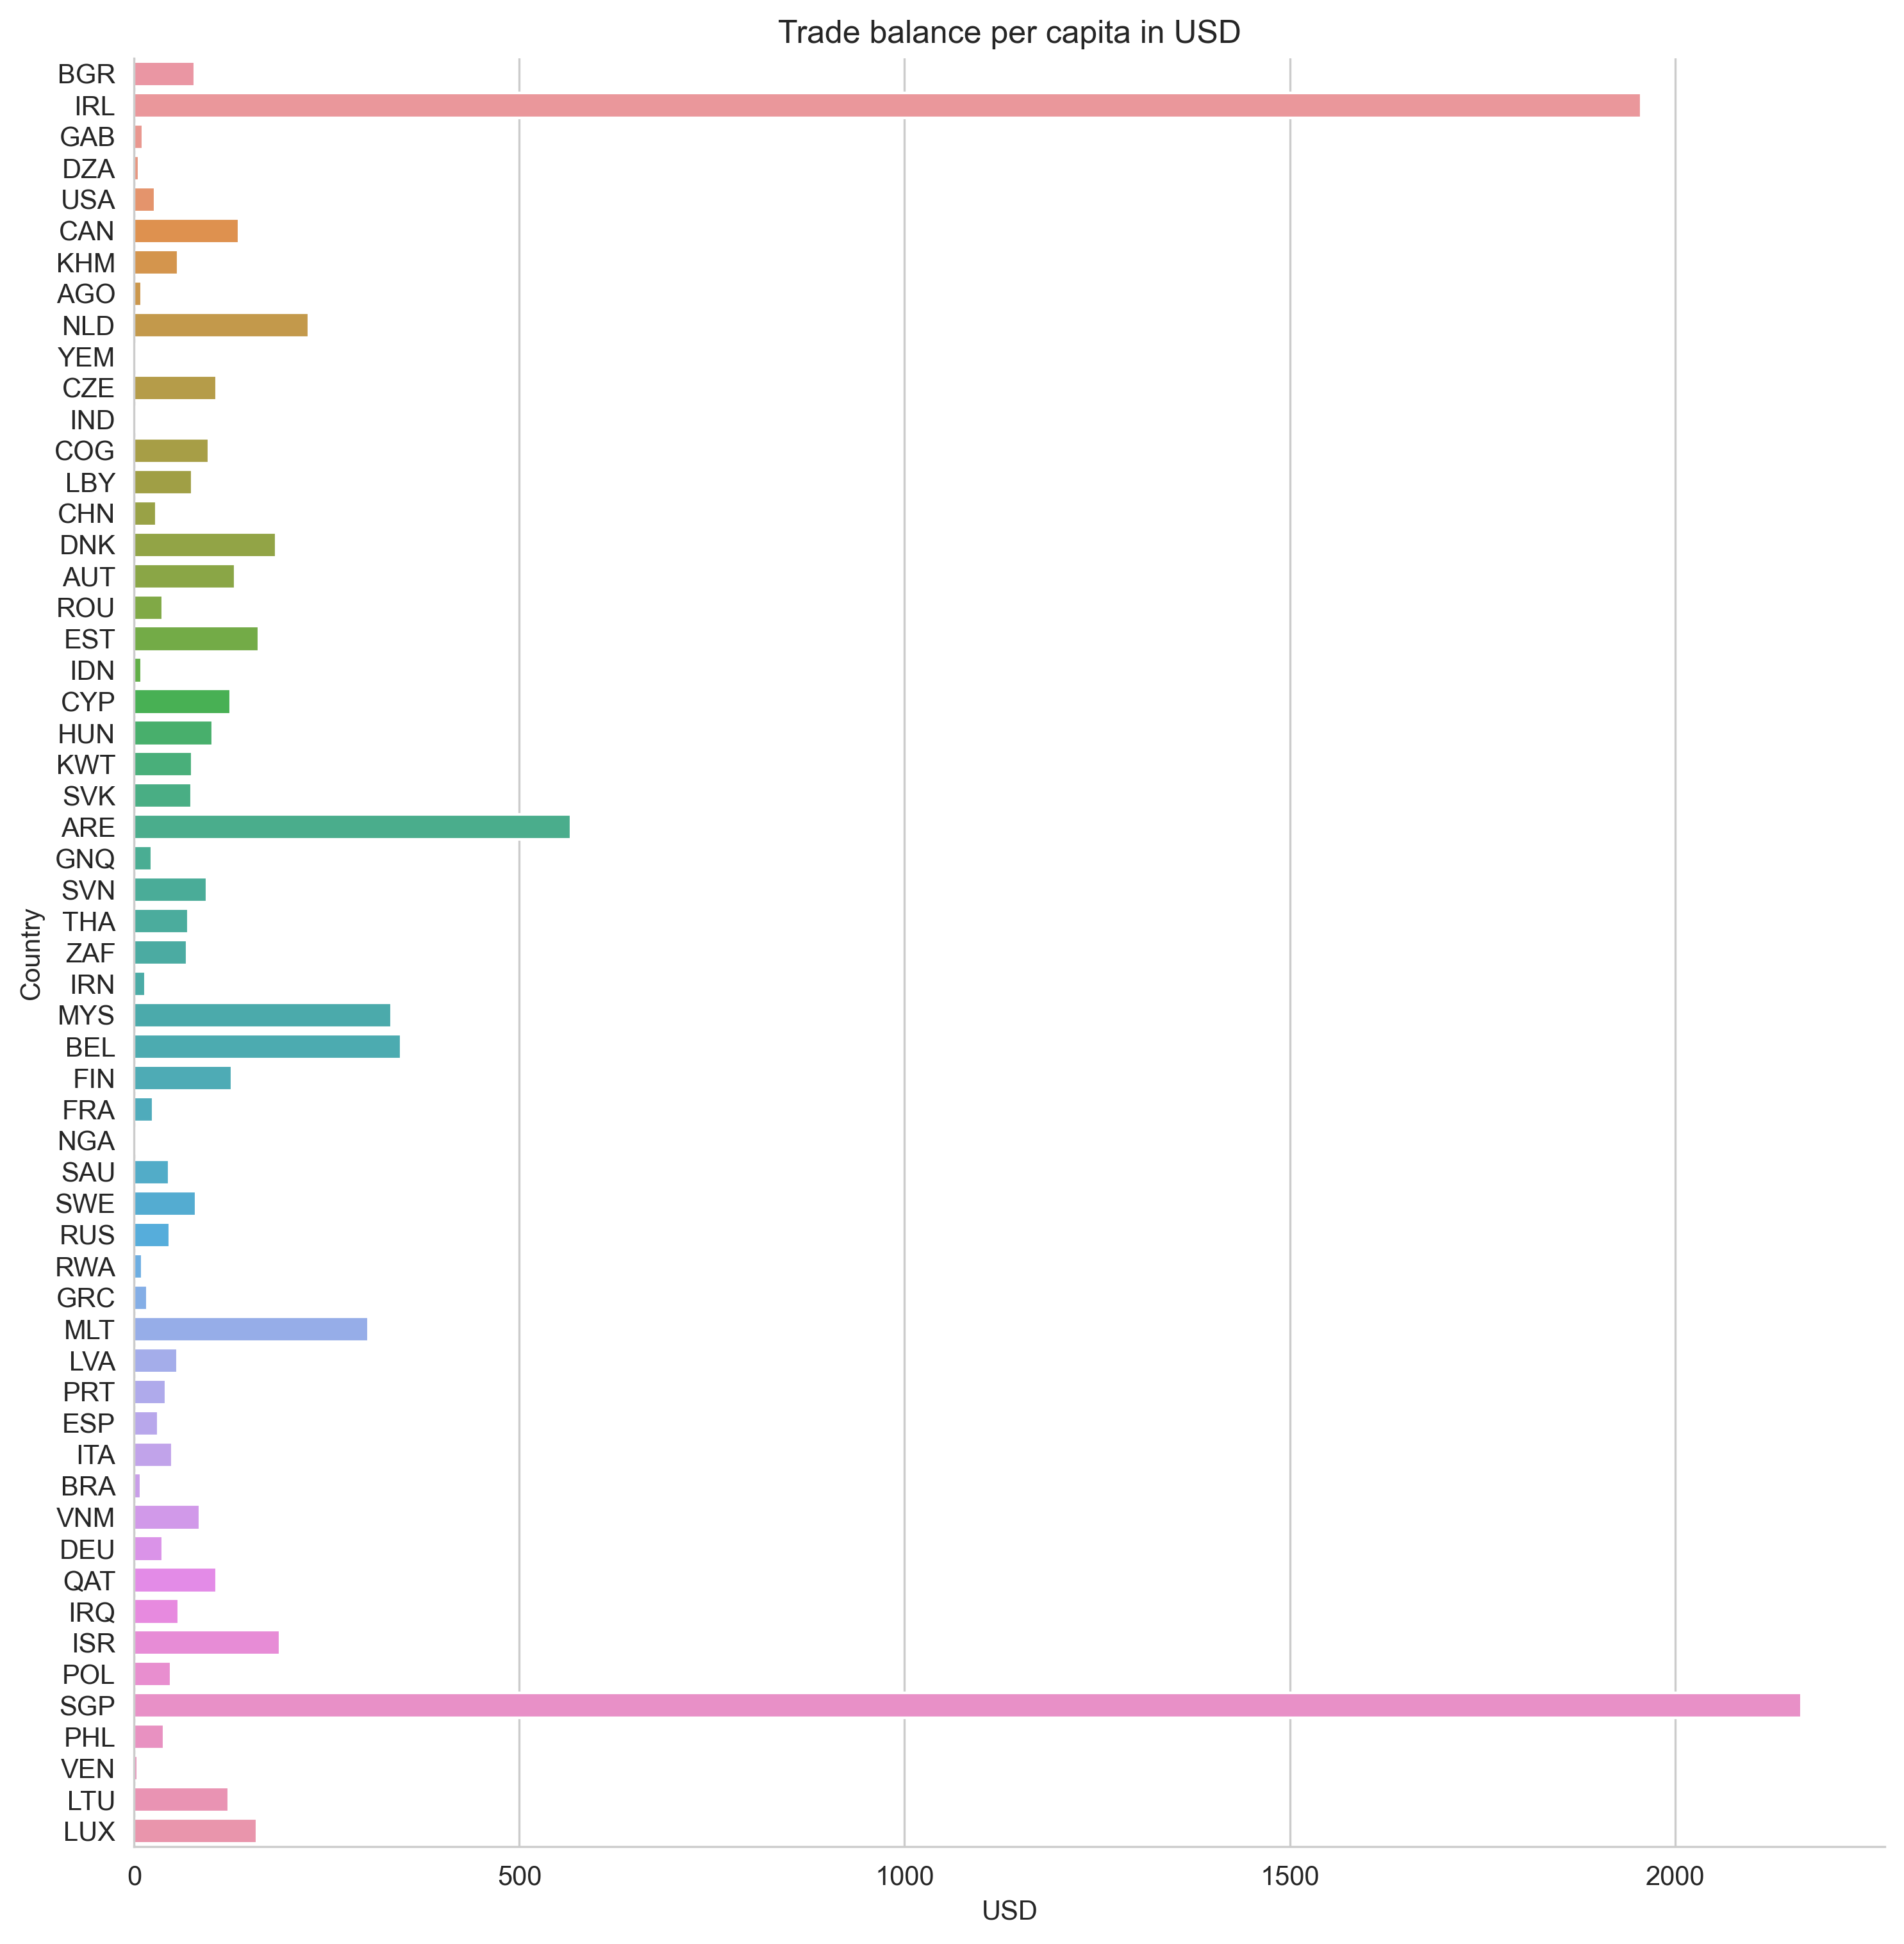 Trade balance per capita in USD
BGR
IRL
GAB
DZA
USA
CAN
KHM
AGO
NLD
YEM
CZE
IND
COG
LBY
CHN
DNK
AUT
ROU
EST
IDN
CYP
HUN
KWT
SVK
ARE
GNQ
SVN
THA
ZAF
IRN
MYS
BEL
FIN
FRA
NGA
SAU
SWE
RUS
RWA
GRC
MLT
LVA
PRT
ESP
ITA
BRA
VNM
DEU
QAT
IRQ
ISR
POL
SGP
PHL
VEN
LTU
LUX
Country
0 500 1000 1500 2000
USD